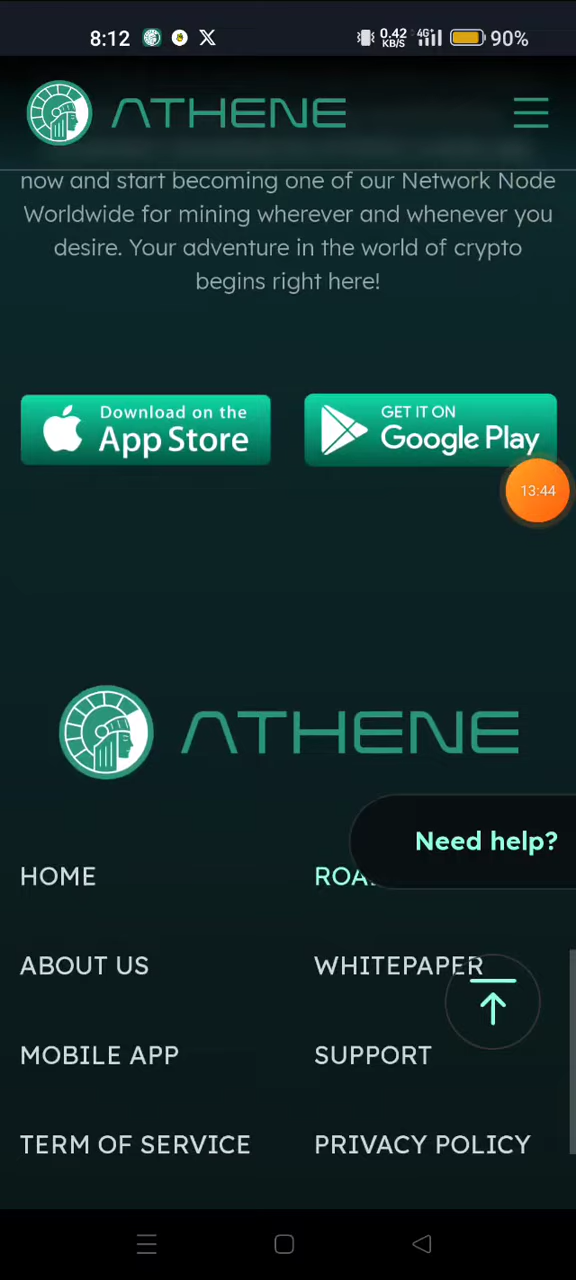 8:12
0.42
KB/S
4G+
90%
ATHENE
now and start becoming one of our Network Node
Worldwide for mining wherever and whenever you
desire. Your adventure in the world of crypto
begins right here!
Download on the
App Store
GET IT ON
Google Play
13:44
ATHENE
Need help?
HOME
ROA
ABOUT US
WHITEPAPER
MOBILE APP
SUPPORT
TERM OF SERVICE
PRIVACY POLICY